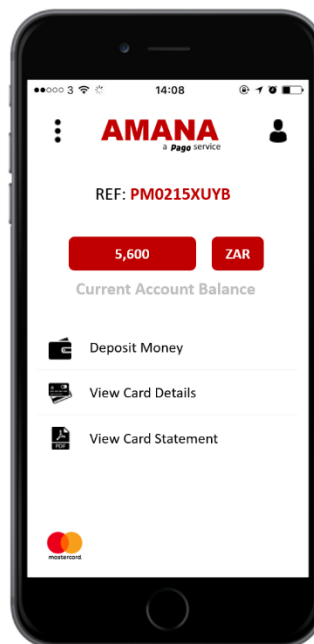 ●●○○○ 3 14:08
AMANA
a Pago service
REF: PM0215XUYB
5,600 ZAR
Current Account Balance
Deposit Money
View Card Details
PDF View Card Statement
mastercard